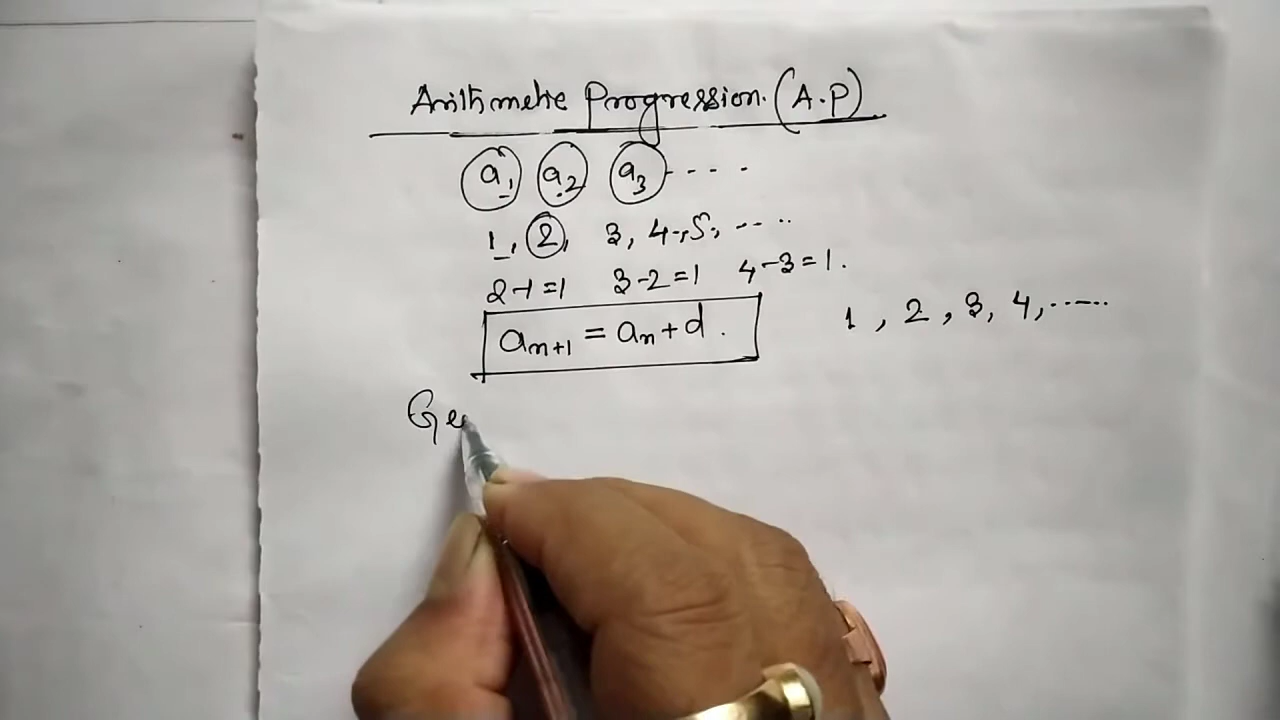 Arithmetic Progression. (A.P)
a₁ a₂ a₃ ----
1, 2, 3, 4, 5, ----
2-1=1 3-2=1 4-3=1.
aₙ₊₁ = aₙ + d.
1, 2, 3, 4, ......
Ge